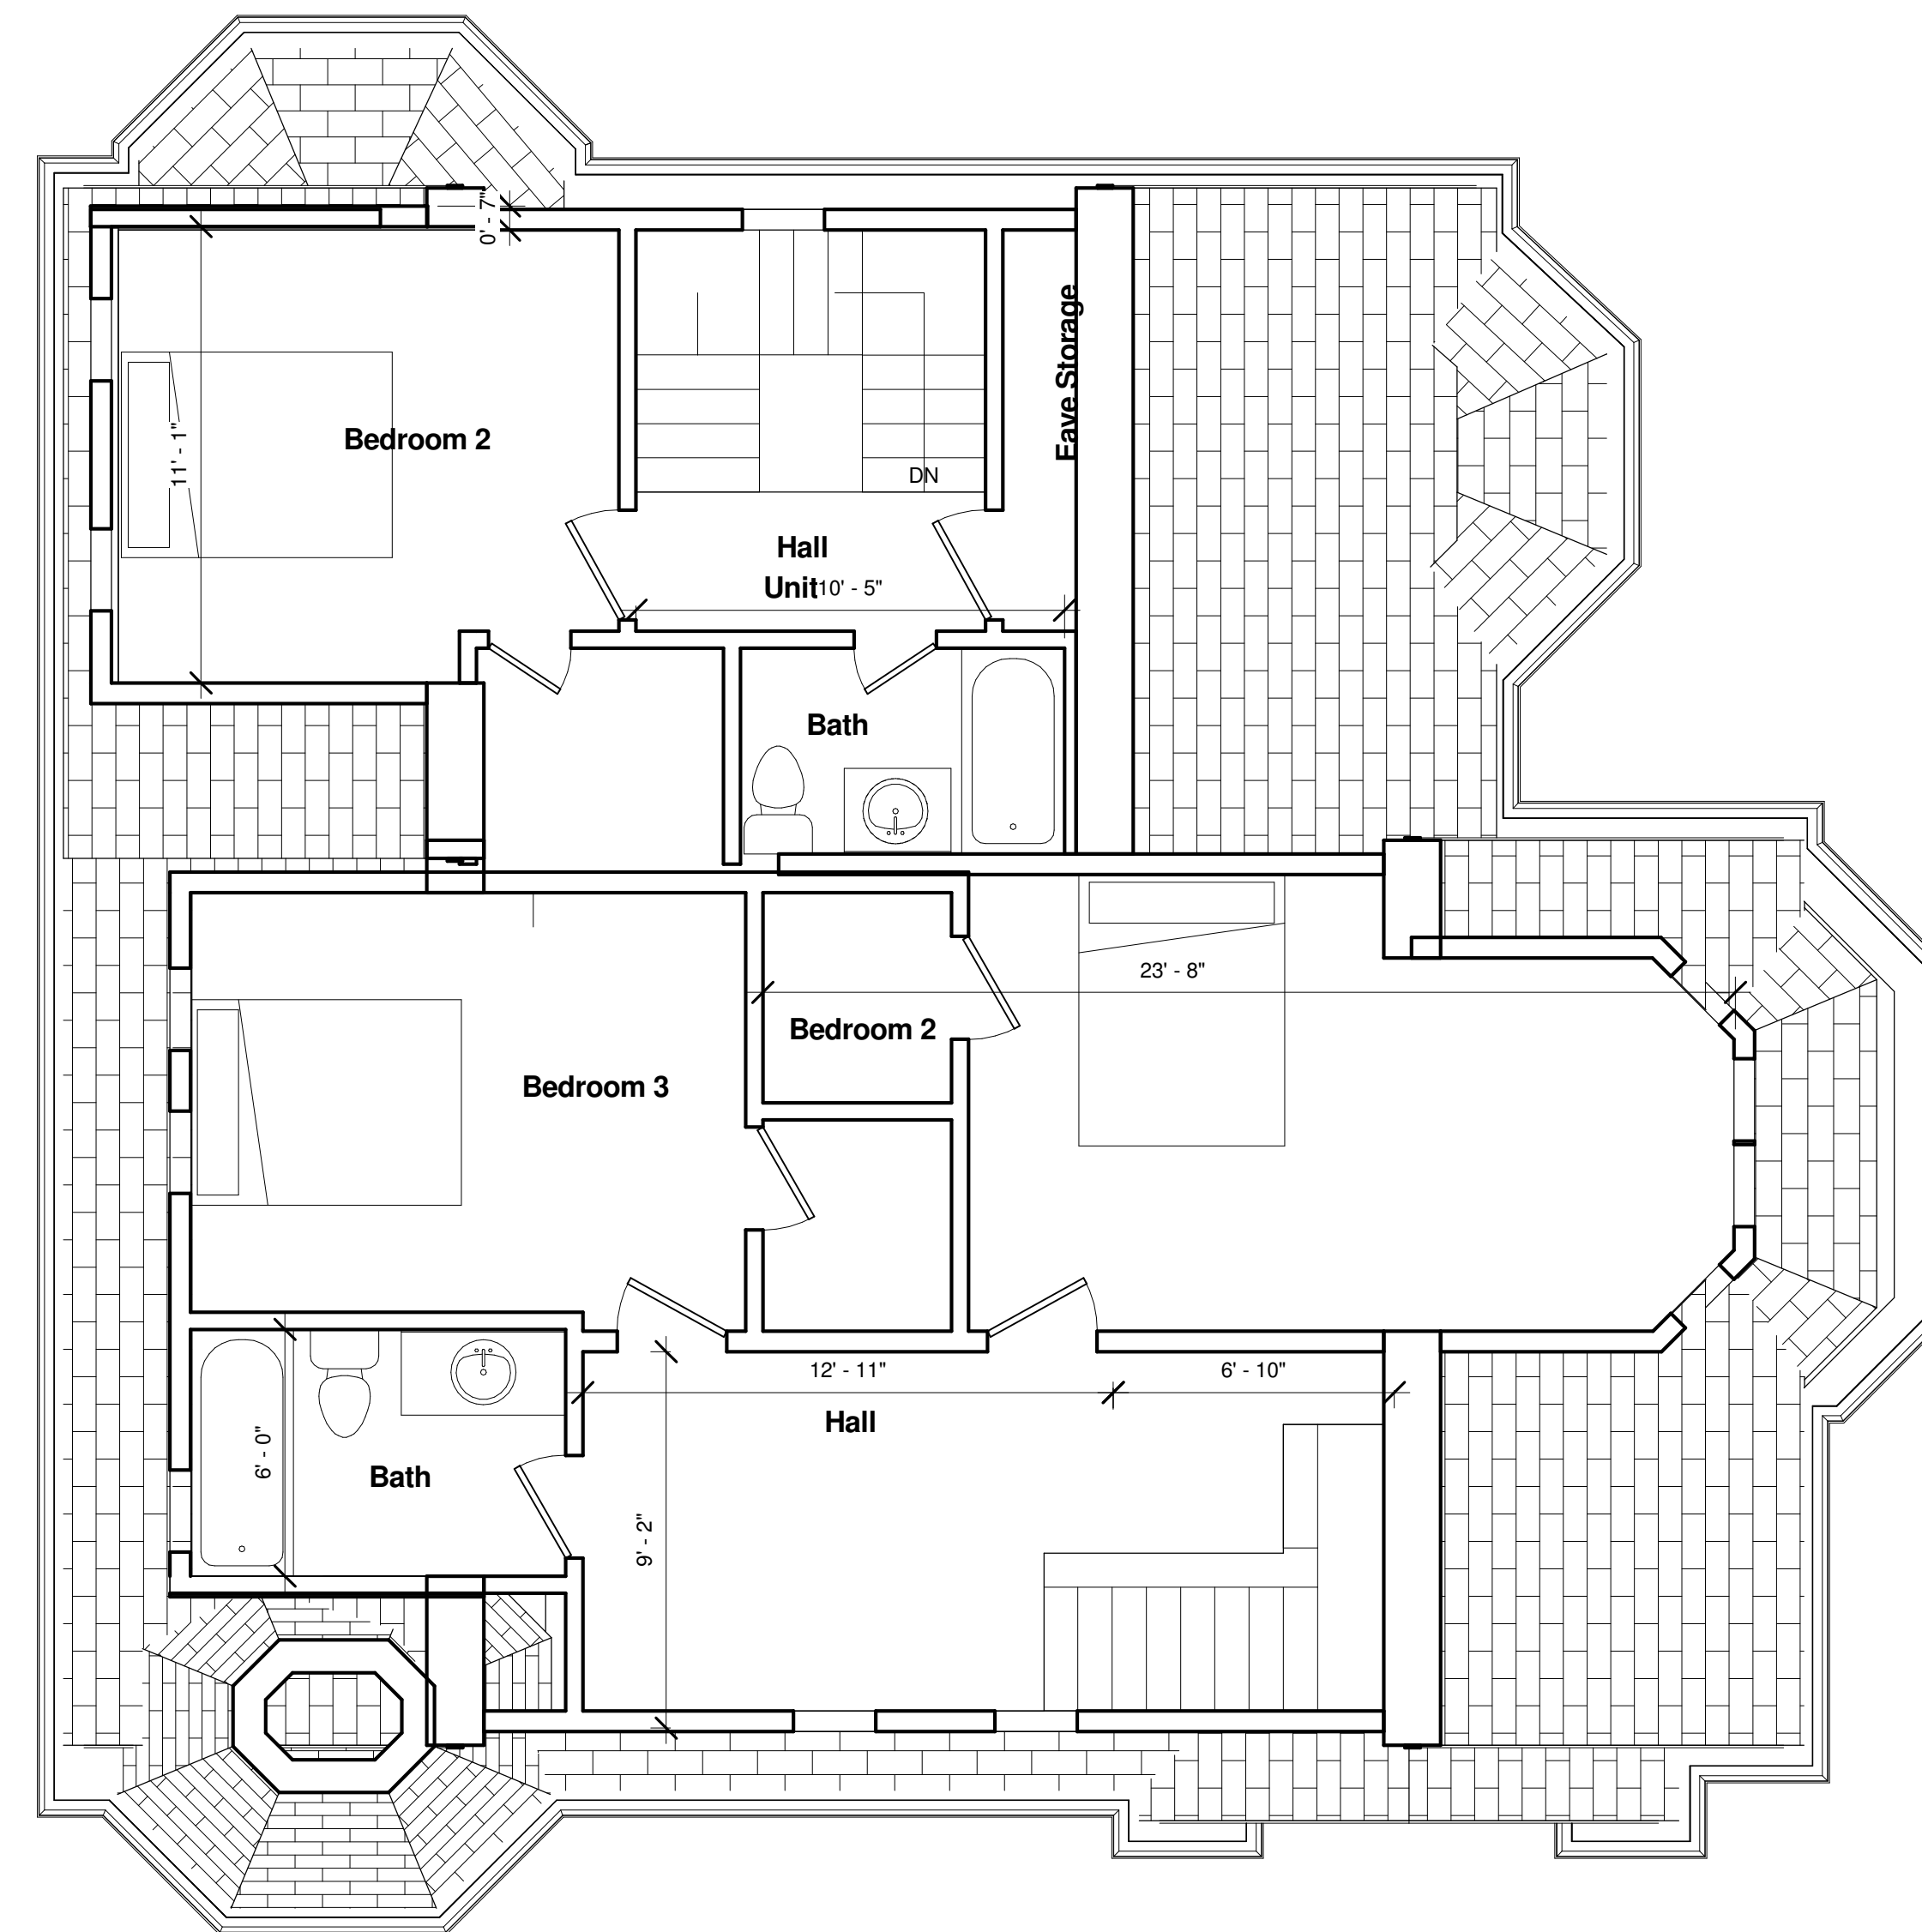 0' - 7"
Eave Storage
Bedroom 2
11' - 1"
DN
Hall
Unit
10' - 5"
Bath
23' - 8"
Bedroom 2
Bedroom 3
12' - 11"
6' - 10"
Hall
6' - 0"
Bath
9' - 2"